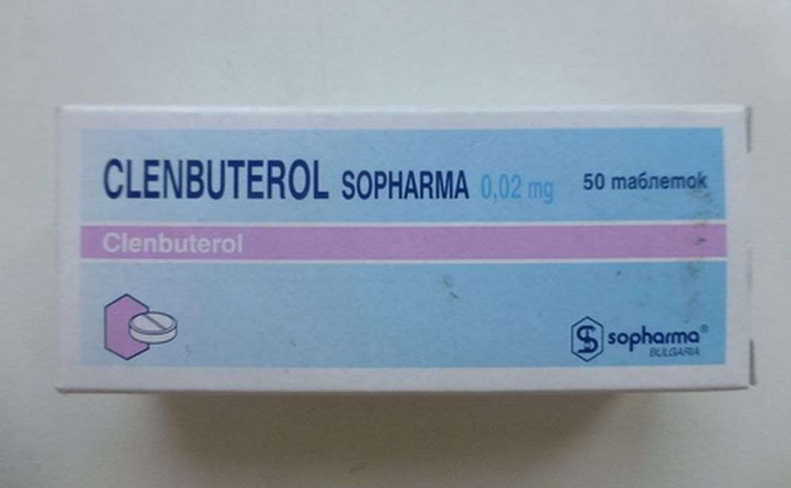 CLENBUTEROL SOPHARMA 0,02 mg 50 таблеток
Clenbuterol
sopharma®
BULGARIA